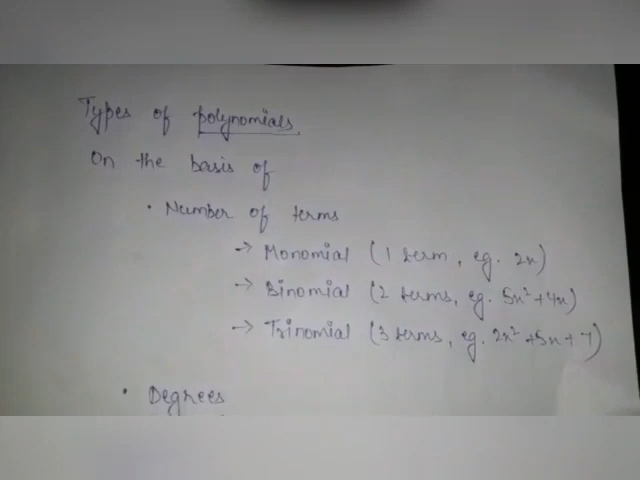 Types of polynomials
On the basis of
• Number of terms
→ Monomial (1 term, eg. 2x)
→ Binomial (2 terms, eg. 5x²+4x)
→ Trinomial (3 terms, eg. 2x²+5x+7)
• Degrees